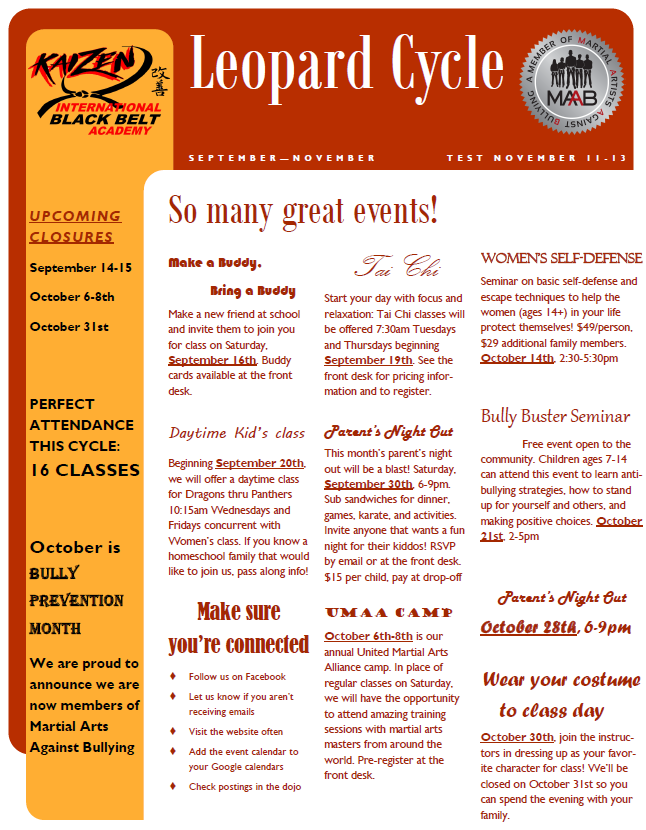 KAIZEN
改善
INTERNATIONAL
BLACK BELT
ACADEMY
Leopard Cycle
A MEMBER OF MARTIAL ARTISTS AGAINST BULLYING
MAAB
SEPTEMBER—NOVEMBER
TEST NOVEMBER 11-13
UPCOMING
CLOSURES
September 14-15
October 6-8th
October 31st
PERFECT
ATTENDANCE
THIS CYCLE:
16 CLASSES
October is
BULLY
PREVENTION
MONTH
We are proud to
announce we are
now members of
Martial Arts
Against Bullying
So many great events!
Make a Buddy,
Bring a Buddy
Make a new friend at school
and invite them to join you
for class on Saturday,
September 16th. Buddy
cards available at the front
desk.
Daytime Kid's class
Beginning September 20th,
we will offer a daytime class
for Dragons thru Panthers
10:15am Wednesdays and
Fridays concurrent with
Women's class. If you know a
homeschool family that would
like to join us, pass along info!
Make sure
you're connected
♦ Follow us on Facebook
♦ Let us know if you aren't
receiving emails
♦ Visit the website often
♦ Add the event calendar to
your Google calendars
♦ Check postings in the dojo
Tai Chi
Start your day with focus and
relaxation: Tai Chi classes will
be offered 7:30am Tuesdays
and Thursdays beginning
September 19th. See the
front desk for pricing infor-
mation and to register.
Parent's Night Out
This month's parent's night
out will be a blast! Saturday,
September 30th, 6-9pm.
Sub sandwiches for dinner,
games, karate, and activities.
Invite anyone that wants a fun
night for their kiddos! RSVP
by email or at the front desk.
$15 per child, pay at drop-off
UMAA CAMP
October 6th-8th is our
annual United Martial Arts
Alliance camp. In place of
regular classes on Saturday,
we will have the opportunity
to attend amazing training
sessions with martial arts
masters from around the
world. Pre-register at the
front desk.
WOMEN'S SELF-DEFENSE
Seminar on basic self-defense and
escape techniques to help the
women (ages 14+) in your life
protect themselves! $49/person,
$29 additional family members.
October 14th, 2:30-5:30pm
Bully Buster Seminar
Free event open to the
community. Children ages 7-14
can attend this event to learn anti-
bullying strategies, how to stand
up for yourself and others, and
making positive choices. October
21st, 2-5pm
Parent's Night Out
October 28th, 6-9pm
Wear your costume
to class day
October 30th, join the instruc-
tors in dressing up as your favor-
ite character for class! We'll be
closed on October 31st so you
can spend the evening with your
family.